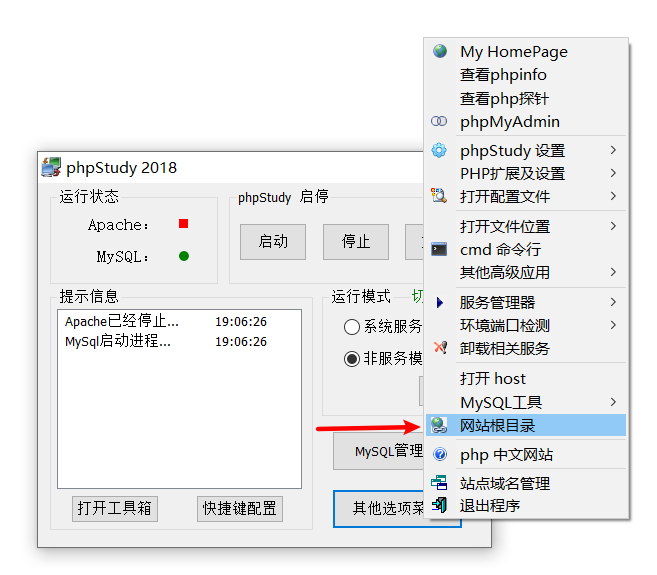 My HomePage
查看phpinfo
查看php探针
phpMyAdmin
phpStudy 设置
PHP扩展及设置
打开配置文件
打开文件位置
cmd 命令行
其他高级应用
服务管理器
环境端口检测
卸载相关服务
打开 host
MySQL工具
网站根目录
php 中文网站
站点域名管理
退出程序
phpStudy 2018
运行状态
Apache:
MySQL:
phpStudy 启停
启动
停止
提示信息
Apache已经停止... 19:06:26
MySql启动进程... 19:06:26
打开工具箱
快捷键配置
运行模式 切
系统服务
非服务模
MySQL管理
其他选项菜